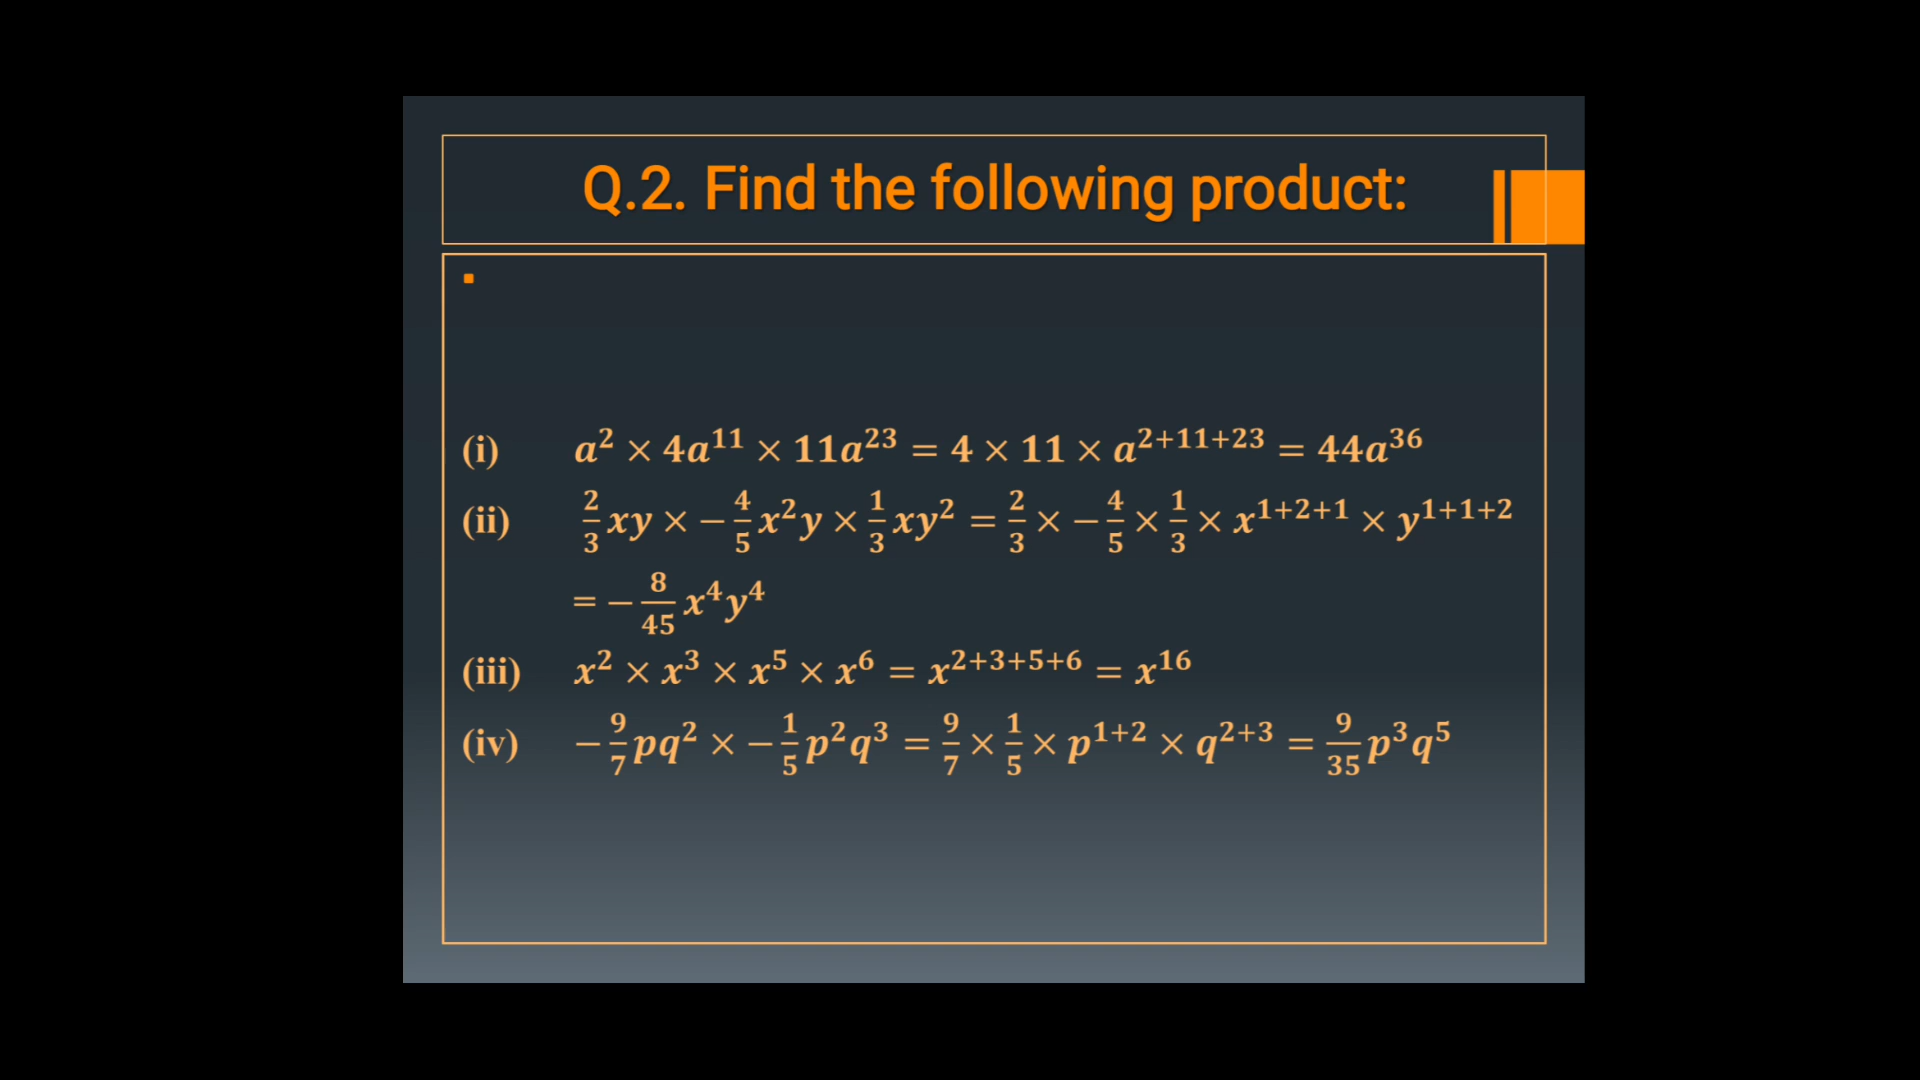 Q.2. Find the following product:
(i) a² × 4a¹¹ × 11a²³ = 4 × 11 × a²⁺¹¹⁺²³ = 44a³⁶
(ii) 2/3 xy × − 4/5 x²y × 1/3 xy² = 2/3 × − 4/5 × 1/3 × x¹⁺²⁺¹ × y¹⁺¹⁺²
= − 8/45 x⁴y⁴
(iii) x² × x³ × x⁵ × x⁶ = x²⁺³⁺⁵⁺⁶ = x¹⁶
(iv) − 9/7 pq² × − 1/5 p²q³ = 9/7 × 1/5 × p¹⁺² × q²⁺³ = 9/35 p³q⁵